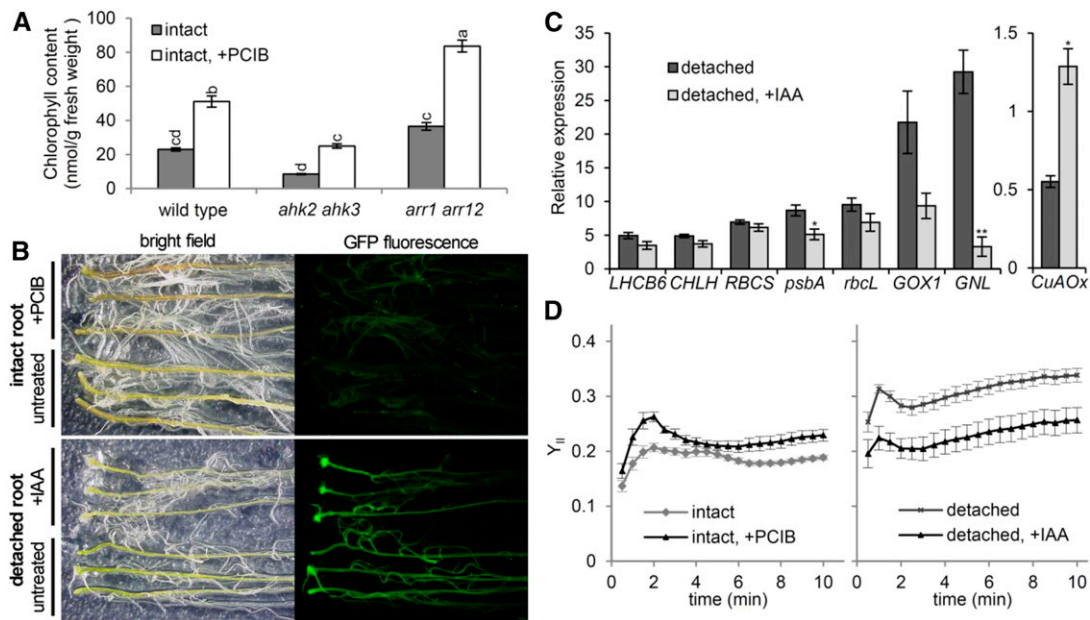 A
Chlorophyll content
(nmol/g fresh weight)
100
80
60
40
20
0
intact
intact, +PCIB
cd
b
d
c
c
a
wild type
ahk2 ahk3
arr1 arr12
B
bright field
GFP fluorescence
intact root
+PCIB
untreated
detached root
+IAA
untreated
C
Relative expression
35
30
25
20
15
10
5
0
detached
detached, +IAA
*
**
LHCB6 CHLH RBCS psbA rbcL GOX1 GNL
1.5
1
0.5
0
*
CuAOx
D
Y_II
0.4
0.3
0.2
0.1
0
intact
intact, +PCIB
0 2 4 6 8 10
time (min)
detached
detached, +IAA
0 2 4 6 8 10
time (min)